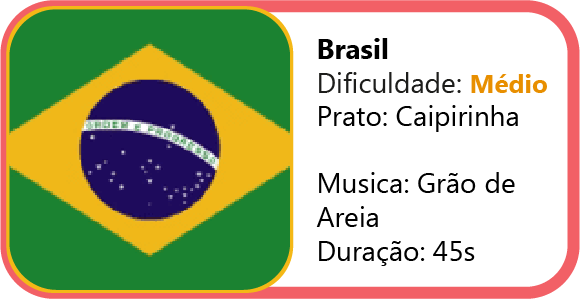 ORDEM E PROGRESSO
Brasil
Dificuldade: Médio
Prato: Caipirinha
Musica: Grão de
Areia
Duração: 45s